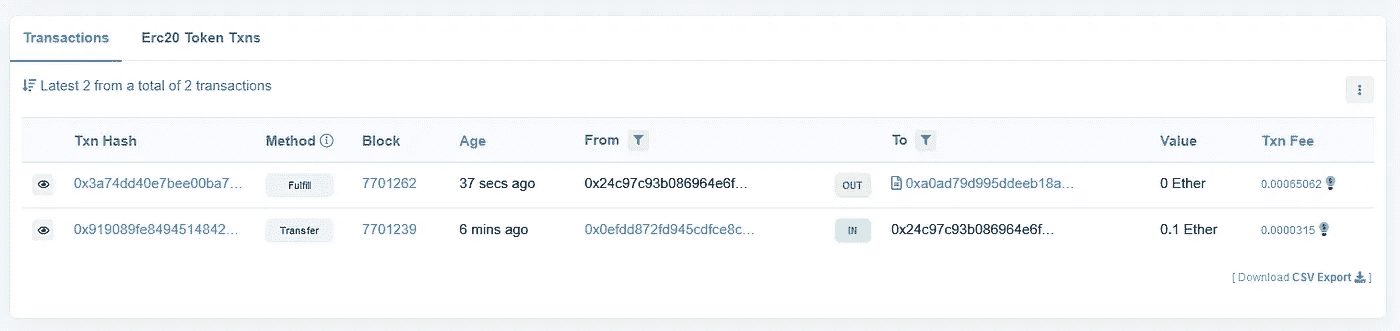 Transactions Erc20 Token Txns
Latest 2 from a total of 2 transactions
Txn Hash Method Block Age From To Value Txn Fee
0x3a74dd40e7bee00ba7... Fulfill 7701262 37 secs ago 0x24c97c93b086964e6f... OUT 0xa0ad79d995ddeeb18a... 0 Ether 0.00065062
0x919089fe8494514842... Transfer 7701239 6 mins ago 0x0efdd872fd945cdfce8c... IN 0x24c97c93b086964e6f... 0.1 Ether 0.0000315
[ Download CSV Export ]